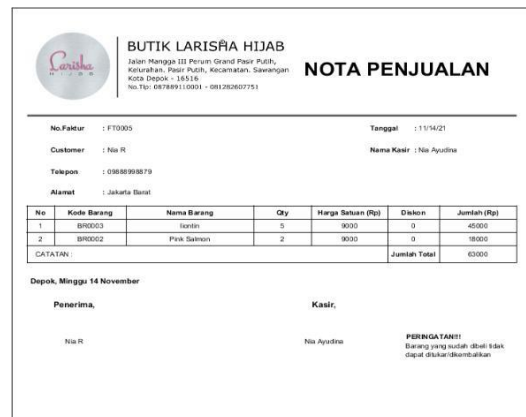 Larisha
HIJAB
BUTIK LARISHA HIJAB
Jalan Mangga III Perum Grand Pasir Putih,
Kelurahan. Pasir Putih, Kecamatan. Sawangan
Kota Depok - 16516
No.Tlp: 087889110001 - 081282607751
NOTA PENJUALAN
No.Faktur : FT0005 Tanggal : 11/14/21
Customer : Nia R Nama Kasir : Nia Ayudina
Telepon : 09888998879
Alamat : Jakarta Barat
No Kode Barang Nama Barang Qty Harga Satuan (Rp) Diskon Jumlah (Rp)
1 BR0003 liontin 5 9000 0 45000
2 BR0002 Pink Salmon 2 9000 0 18000
CATATAN : Jumlah Total 63000
Depok, Minggu 14 November
Penerima, Kasir,
Nia R Nia Ayudina
PERINGATAN!!!
Barang yang sudah dibeli tidak
dapat ditukar/dikembalikan